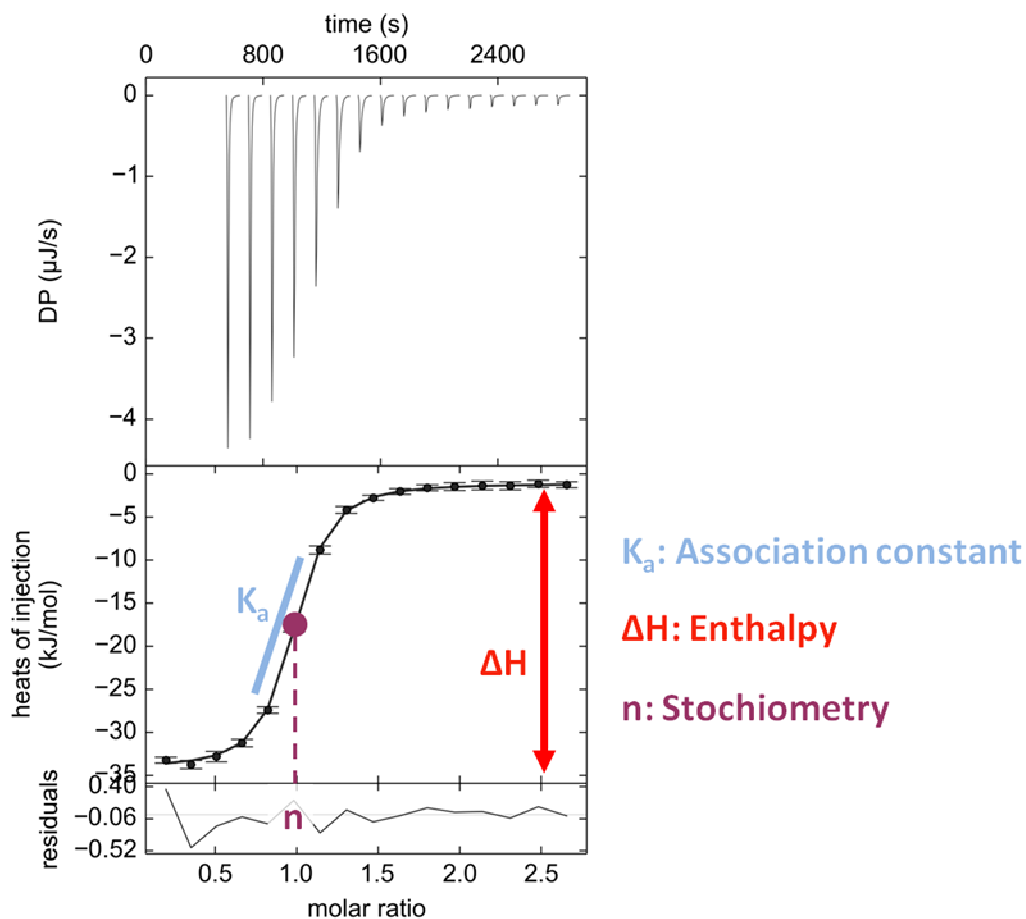 time (s)
0 800 1600 2400
DP (μJ/s)
0
−1
−2
−3
−4
heats of injection
(kJ/mol)
0
−5
−10
−15
−20
−25
−30
−35
Ka
ΔH
n
Ka: Association constant
ΔH: Enthalpy
n: Stochiometry
residuals
0.40
−0.06
−0.52
0.5 1.0 1.5 2.0 2.5
molar ratio